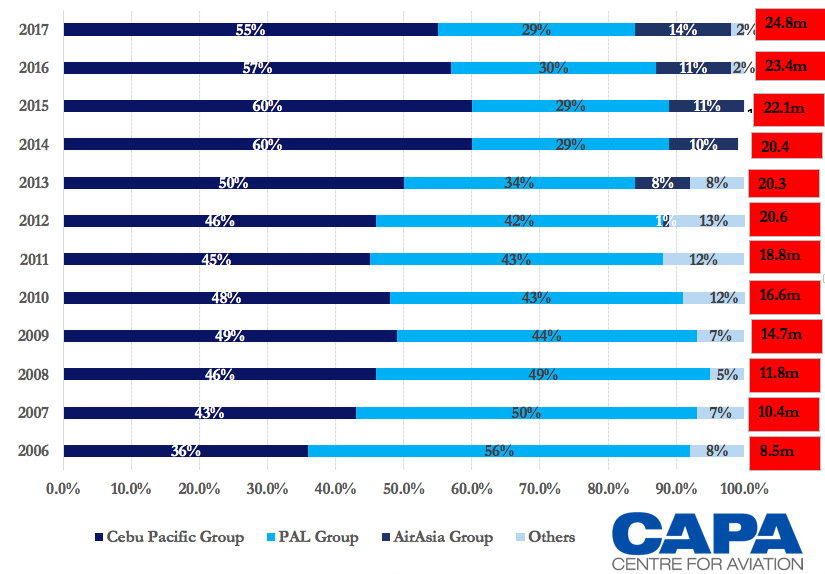 2017 55% 29% 14% 2% 24.8m
2016 57% 30% 11% 2% 23.4m
2015 60% 29% 11% 22.1m
2014 60% 29% 10% 20.4
2013 50% 34% 8% 8% 20.3
2012 46% 42% 1% 13% 20.6
2011 45% 43% 12% 18.8m
2010 48% 43% 12% 16.6m
2009 49% 44% 7% 14.7m
2008 46% 49% 5% 11.8m
2007 43% 50% 7% 10.4m
2006 36% 56% 8% 8.5m
0.0% 10.0% 20.0% 30.0% 40.0% 50.0% 60.0% 70.0% 80.0% 90.0% 100.0%
Cebu Pacific Group PAL Group AirAsia Group Others
CAPA
CENTRE FOR AVIATION